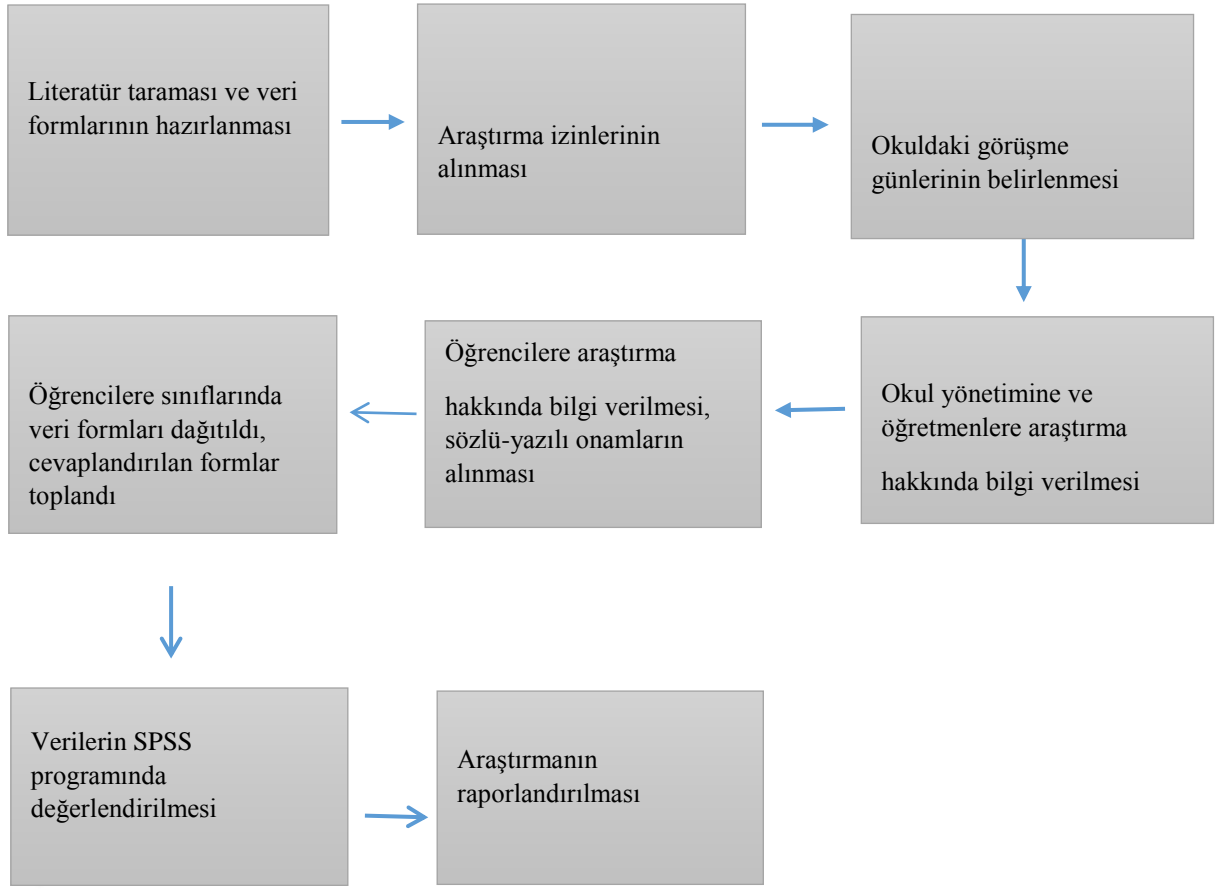 Literatür taraması ve veri
formlarının hazırlanması
Araştırma izinlerinin
alınması
Okuldaki görüşme
günlerinin belirlenmesi
Okul yönetimine ve
öğretmenlere araştırma
hakkında bilgi verilmesi
Öğrencilere araştırma
hakkında bilgi verilmesi,
sözlü-yazılı onamların
alınması
Öğrencilere sınıflarında
veri formları dağıtıldı,
cevaplandırılan formlar
toplandı
Verilerin SPSS
programında
değerlendirilmesi
Araştırmanın
raporlandırılması